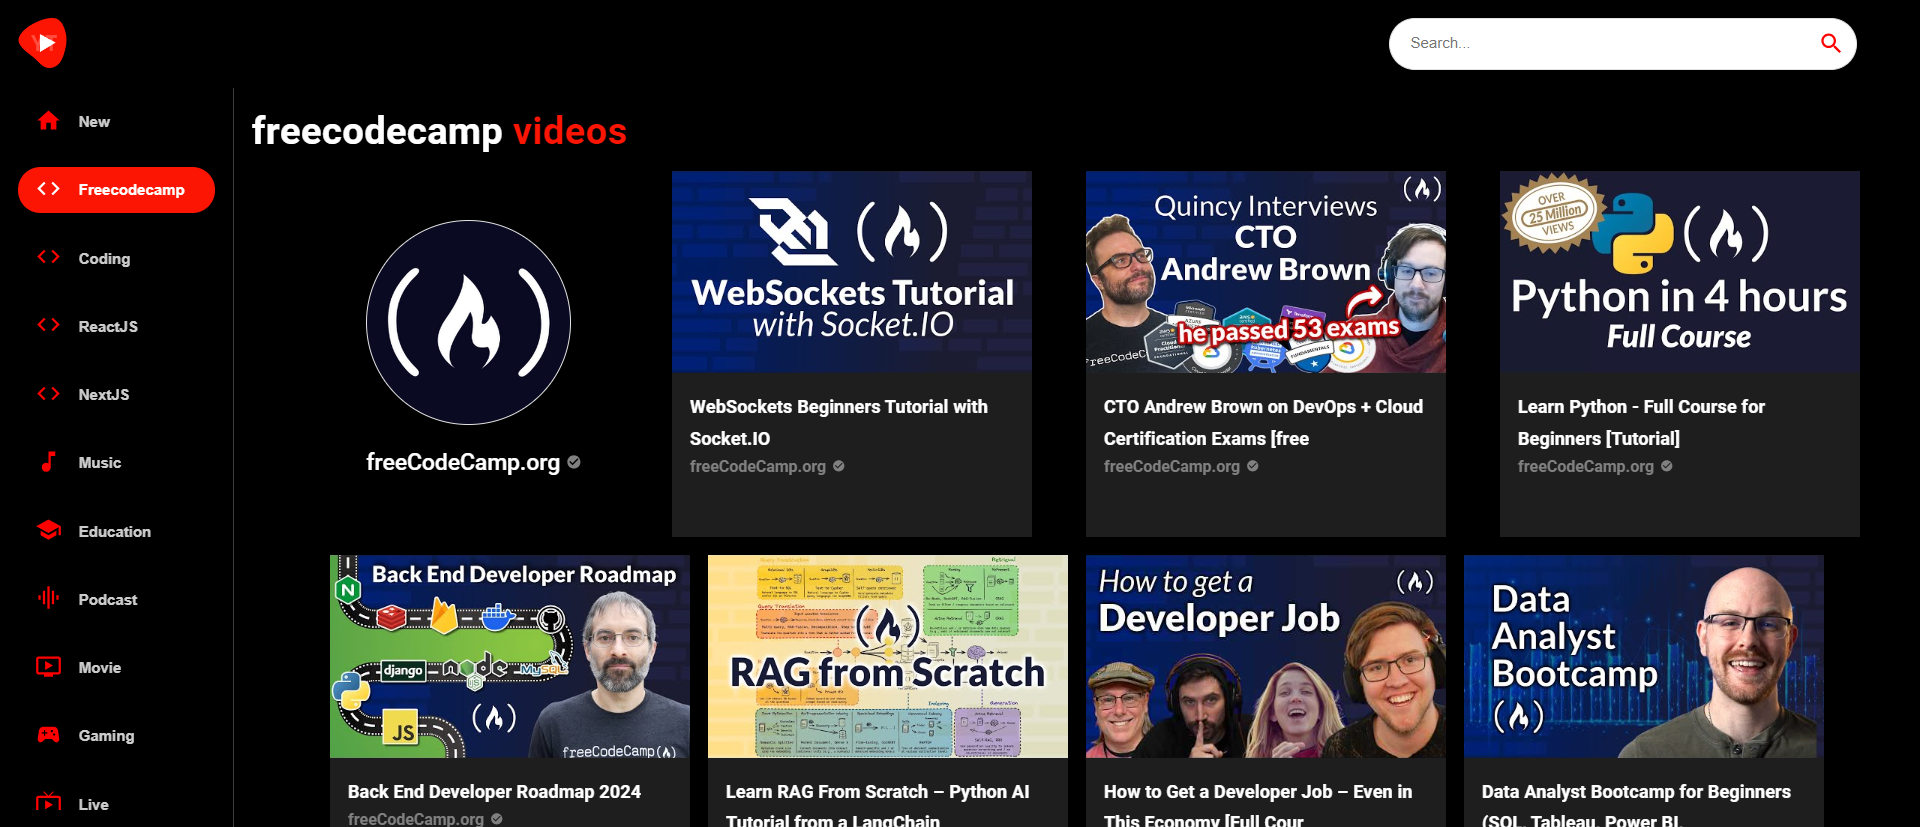 Search...
New
Freecodecamp
Coding
ReactJS
NextJS
Music
Education
Podcast
Movie
Gaming
Live
freecodecamp videos
freeCodeCamp.org
WebSockets Tutorial
with Socket.IO
WebSockets Beginners Tutorial with
Socket.IO
freeCodeCamp.org
Quincy Interviews
CTO
Andrew Brown
he passed 53 exams
CTO Andrew Brown on DevOps + Cloud
Certification Exams [free
freeCodeCamp.org
OVER
25 Million
VIEWS
Python in 4 hours
Full Course
Learn Python - Full Course for
Beginners [Tutorial]
freeCodeCamp.org
Back End Developer Roadmap
django
node
JS
MySQL
JS
freeCodeCamp(
Back End Developer Roadmap 2024
freeCodeCamp.org
RAG from Scratch
Learn RAG From Scratch – Python AI
Tutorial from a LangChain
How to get a
Developer Job
How to Get a Developer Job – Even in
This Economy [Full Cour
Data
Analyst
Bootcamp
Data Analyst Bootcamp for Beginners
(SQL, Tableau, Power BI,